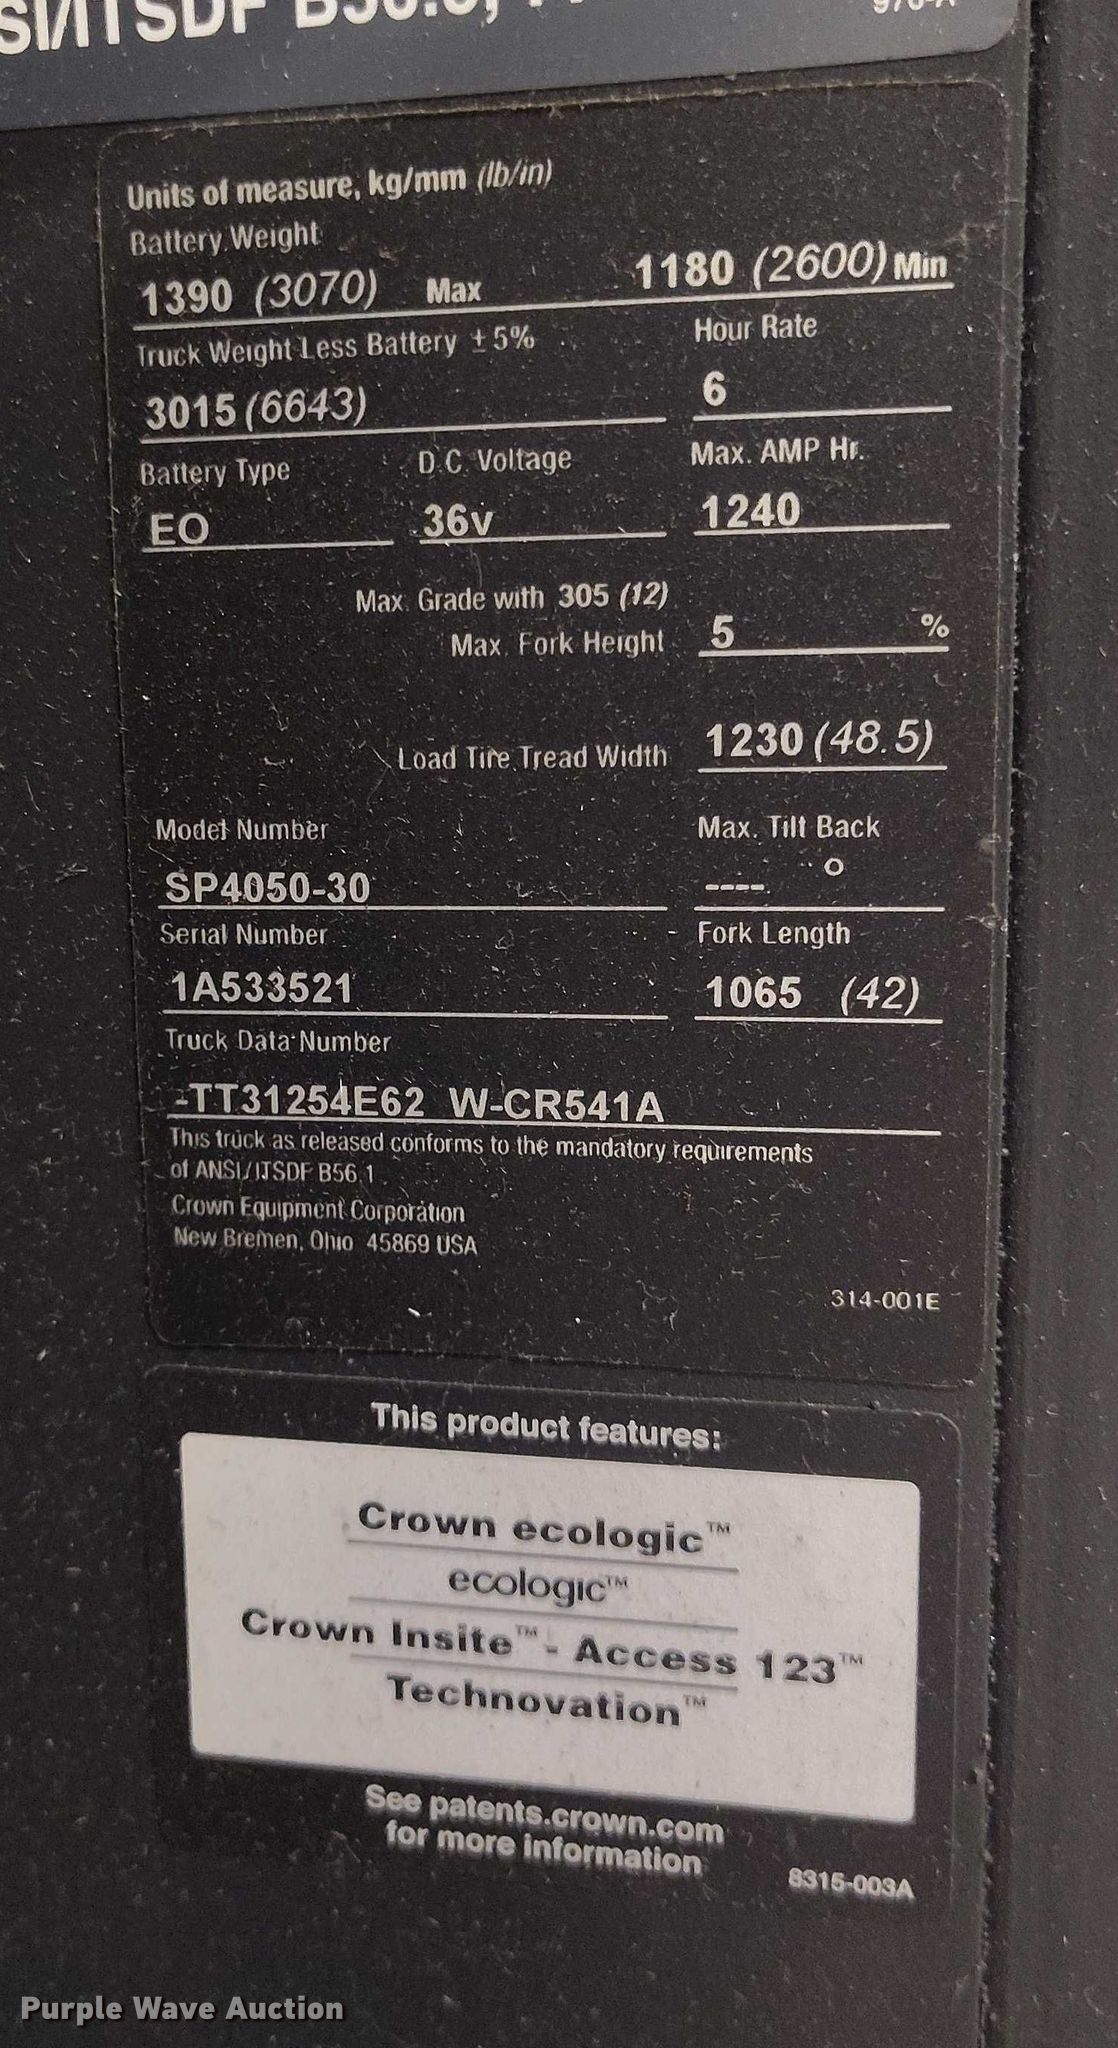 Units of measure, kg/mm (lb/in)
Battery Weight
1390 (3070) Max 1180 (2600) Min
Truck Weight Less Battery ±5% Hour Rate
3015 (6643) 6
Battery Type D.C. Voltage Max. AMP Hr.
EO 36v 1240
Max. Grade with 305 (12)
Max. Fork Height 5 %
Load Tire Tread Width 1230 (48.5)
Model Number Max. Tilt Back
SP4050-30 ---- °
Serial Number Fork Length
1A533521 1065 (42)
Truck Data Number
-TT31254E62 W-CR541A
This truck as released conforms to the mandatory requirements
of ANSI/ITSDF B56.1
Crown Equipment Corporation
New Bremen, Ohio 45869 USA
314-001E
This product features:
Crown ecologic™
ecologic™
Crown Insite™ - Access 123™
Technovation™
See patents.crown.com
for more information
8315-003A
Purple Wave Auction